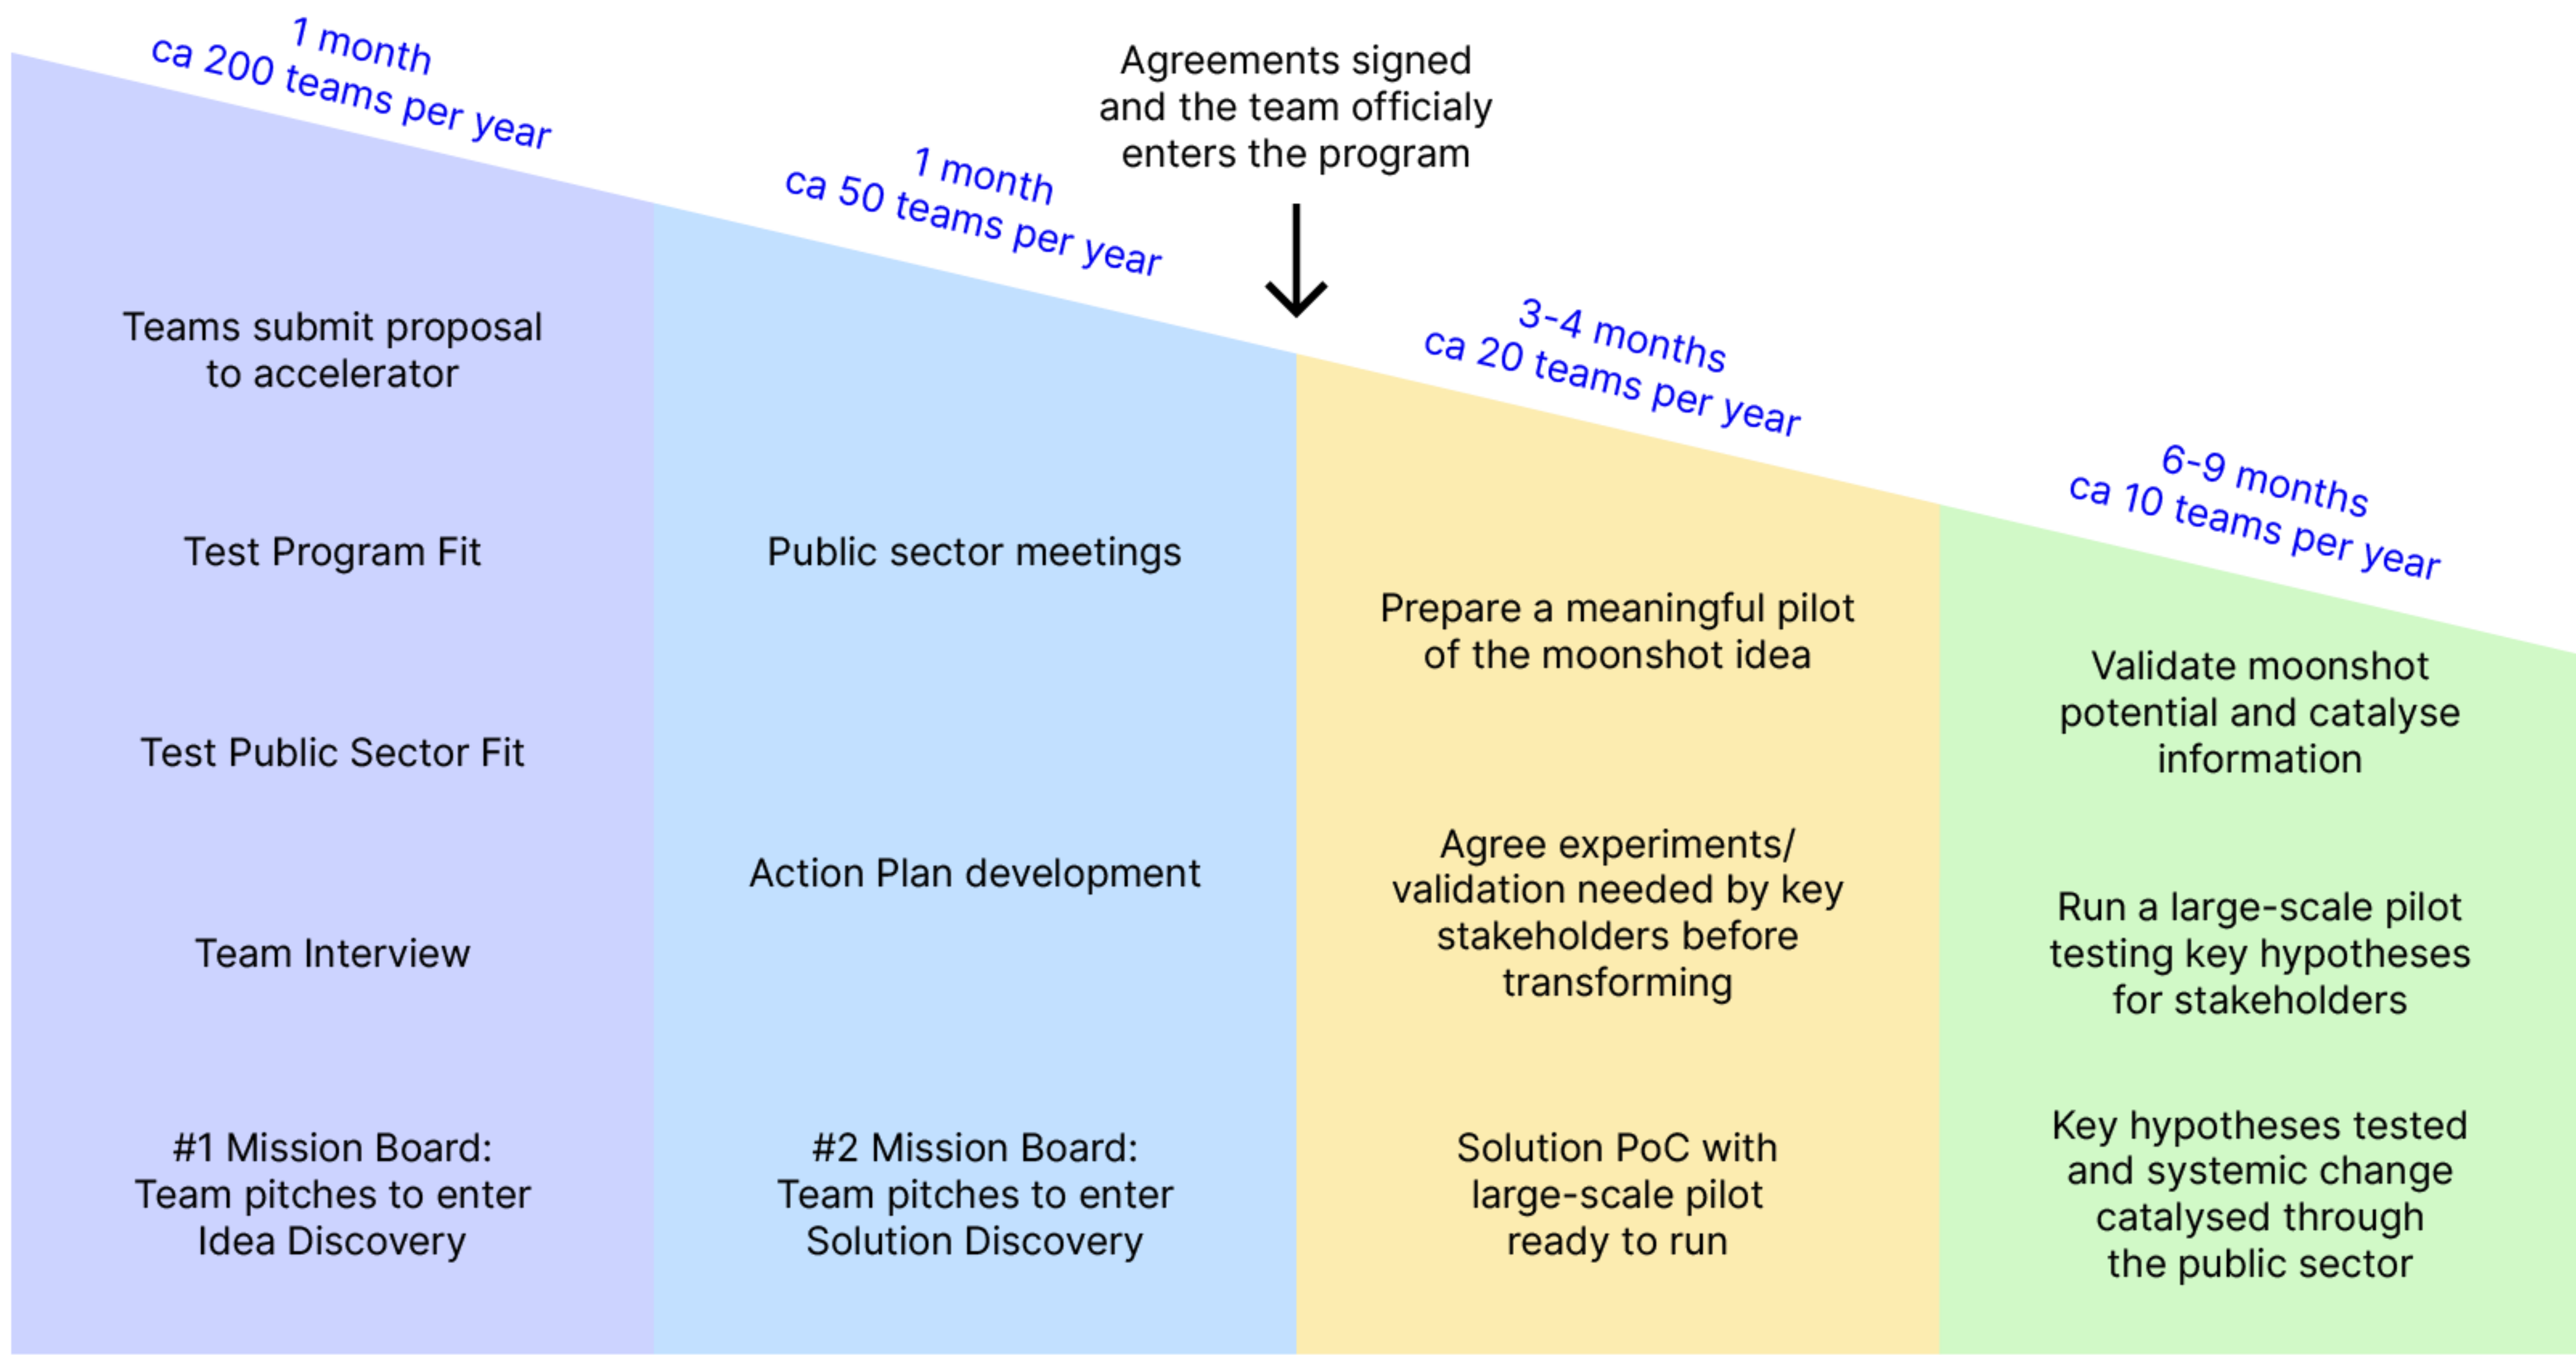 1 month
ca 200 teams per year
Teams submit proposal
to accelerator
Test Program Fit
Test Public Sector Fit
Team Interview
#1 Mission Board:
Team pitches to enter
Idea Discovery
1 month
ca 50 teams per year
Public sector meetings
Action Plan development
#2 Mission Board:
Team pitches to enter
Solution Discovery
Agreements signed
and the team officialy
enters the program
3-4 months
ca 20 teams per year
Prepare a meaningful pilot
of the moonshot idea
Agree experiments/
validation needed by key
stakeholders before
transforming
Solution PoC with
large-scale pilot
ready to run
6-9 months
ca 10 teams per year
Validate moonshot
potential and catalyse
information
Run a large-scale pilot
testing key hypotheses
for stakeholders
Key hypotheses tested
and systemic change
catalysed through
the public sector